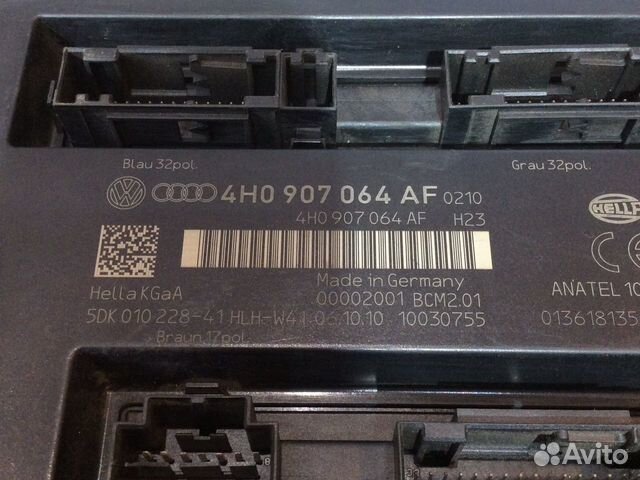 Blau 32pol.
Grau 32pol.
4H0 907 064 AF 0210
4H0 907 064 AF H23
HELLA
Made in Germany
Hella KGaA
00002001 BCM2.01
ANATEL 10
5DK 010 228-41 HLH-W41 06.10.10 10030755
013618135
Braun 17pol.
Avito